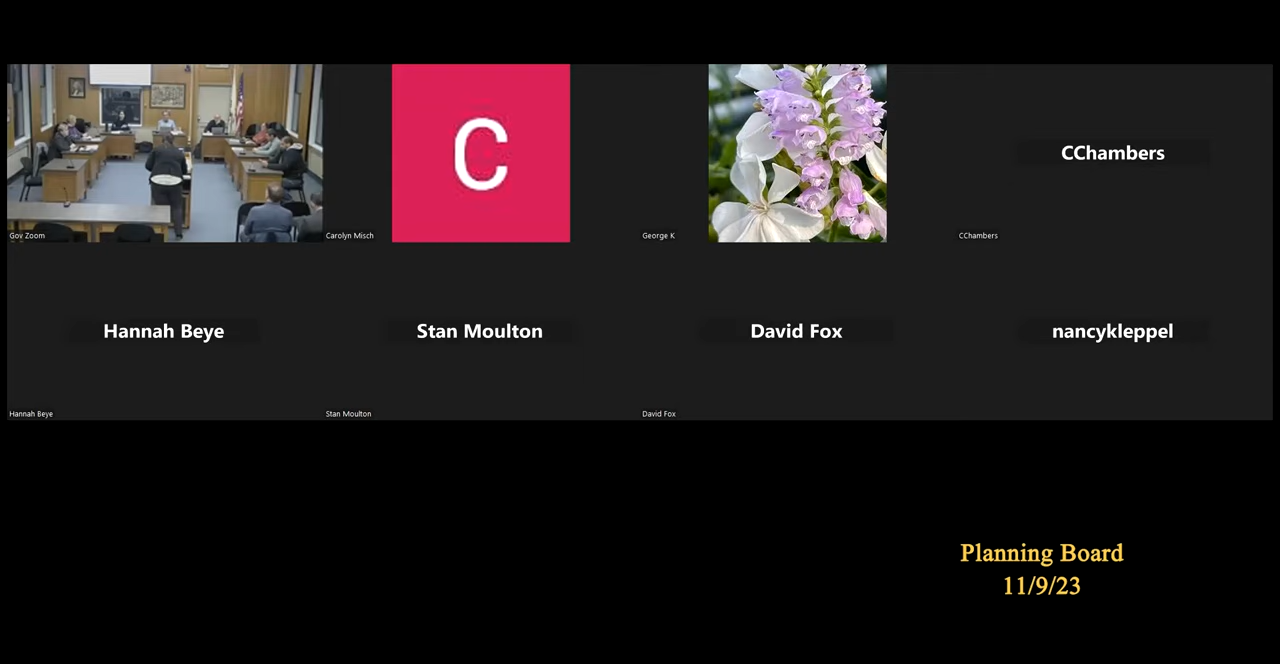 C
CChambers
Gov Zoom
Carolyn Misch
George K
CChambers
Hannah Beye
Stan Moulton
David Fox
nancykleppel
Hannah Beye
Stan Moulton
David Fox
Planning Board
11/9/23